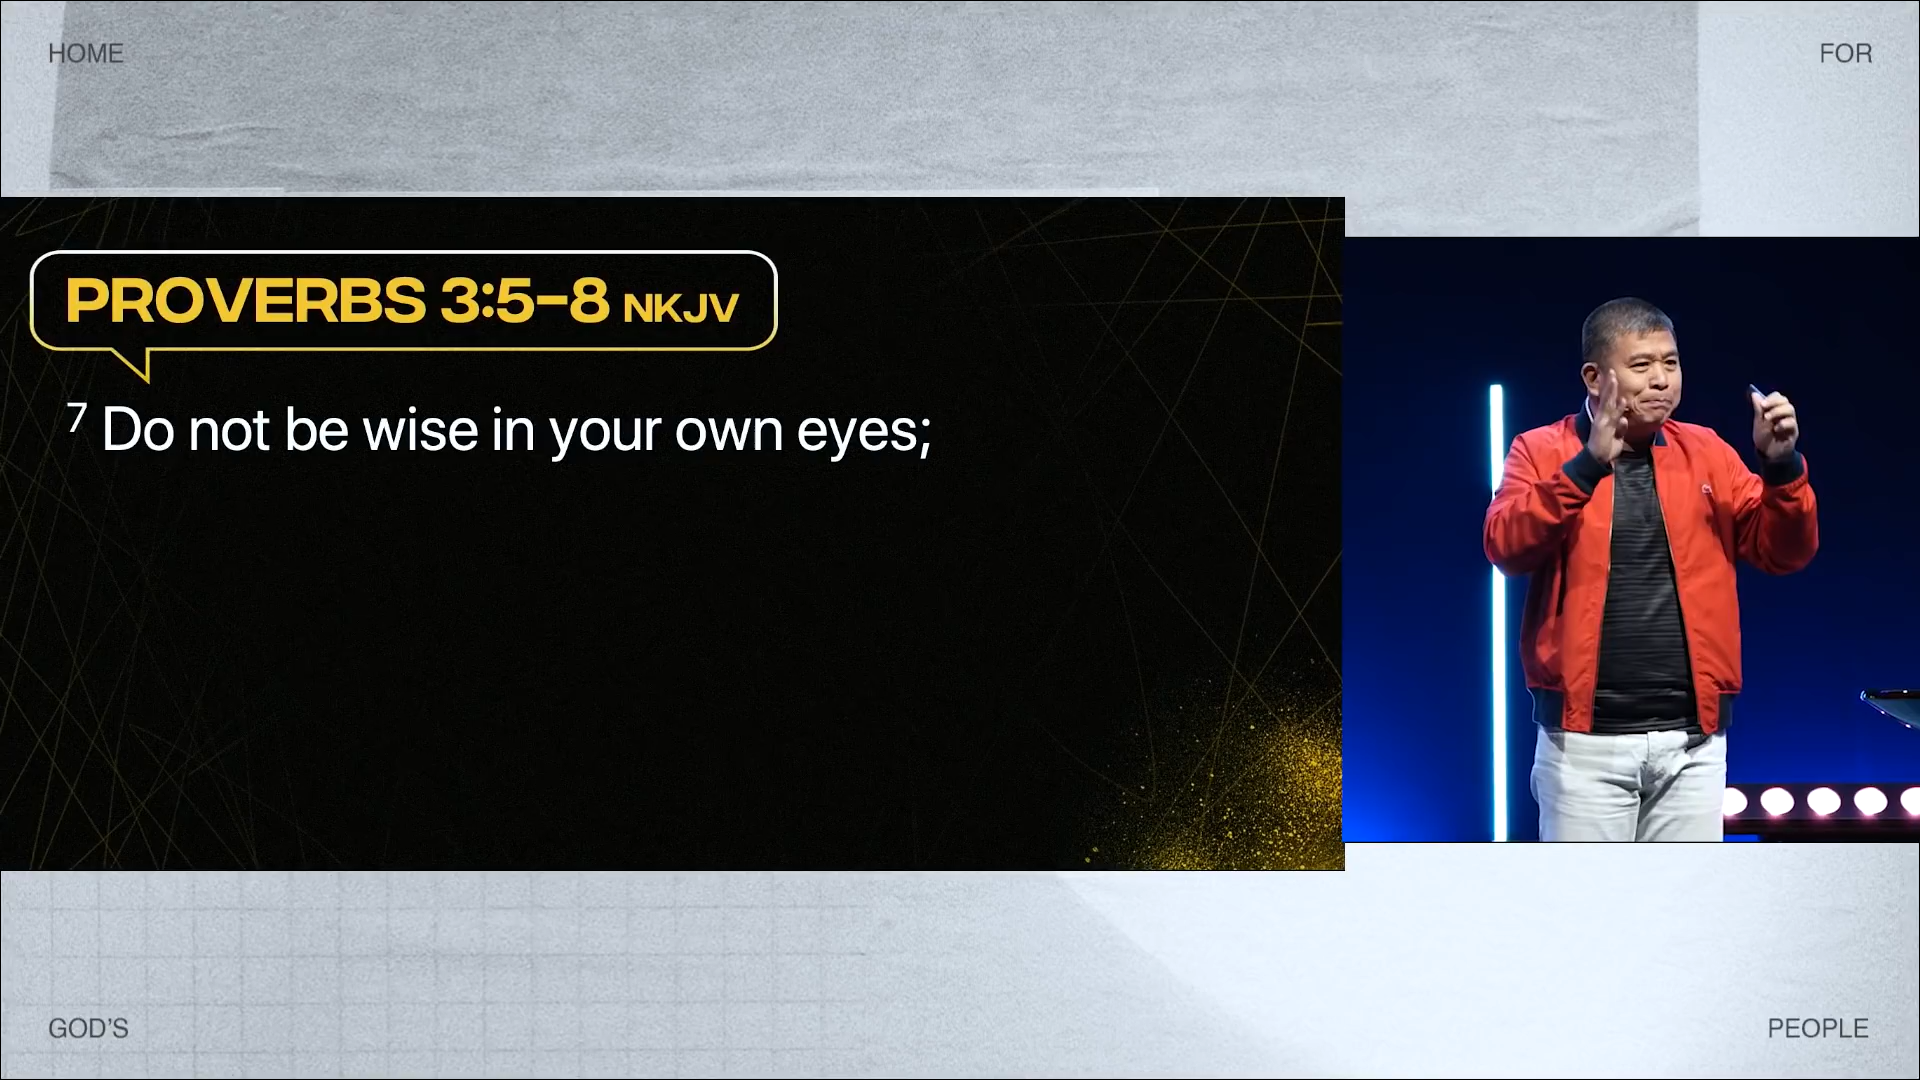 HOME
FOR
PROVERBS 3:5–8 NKJV
7 Do not be wise in your own eyes;
GOD’S
PEOPLE